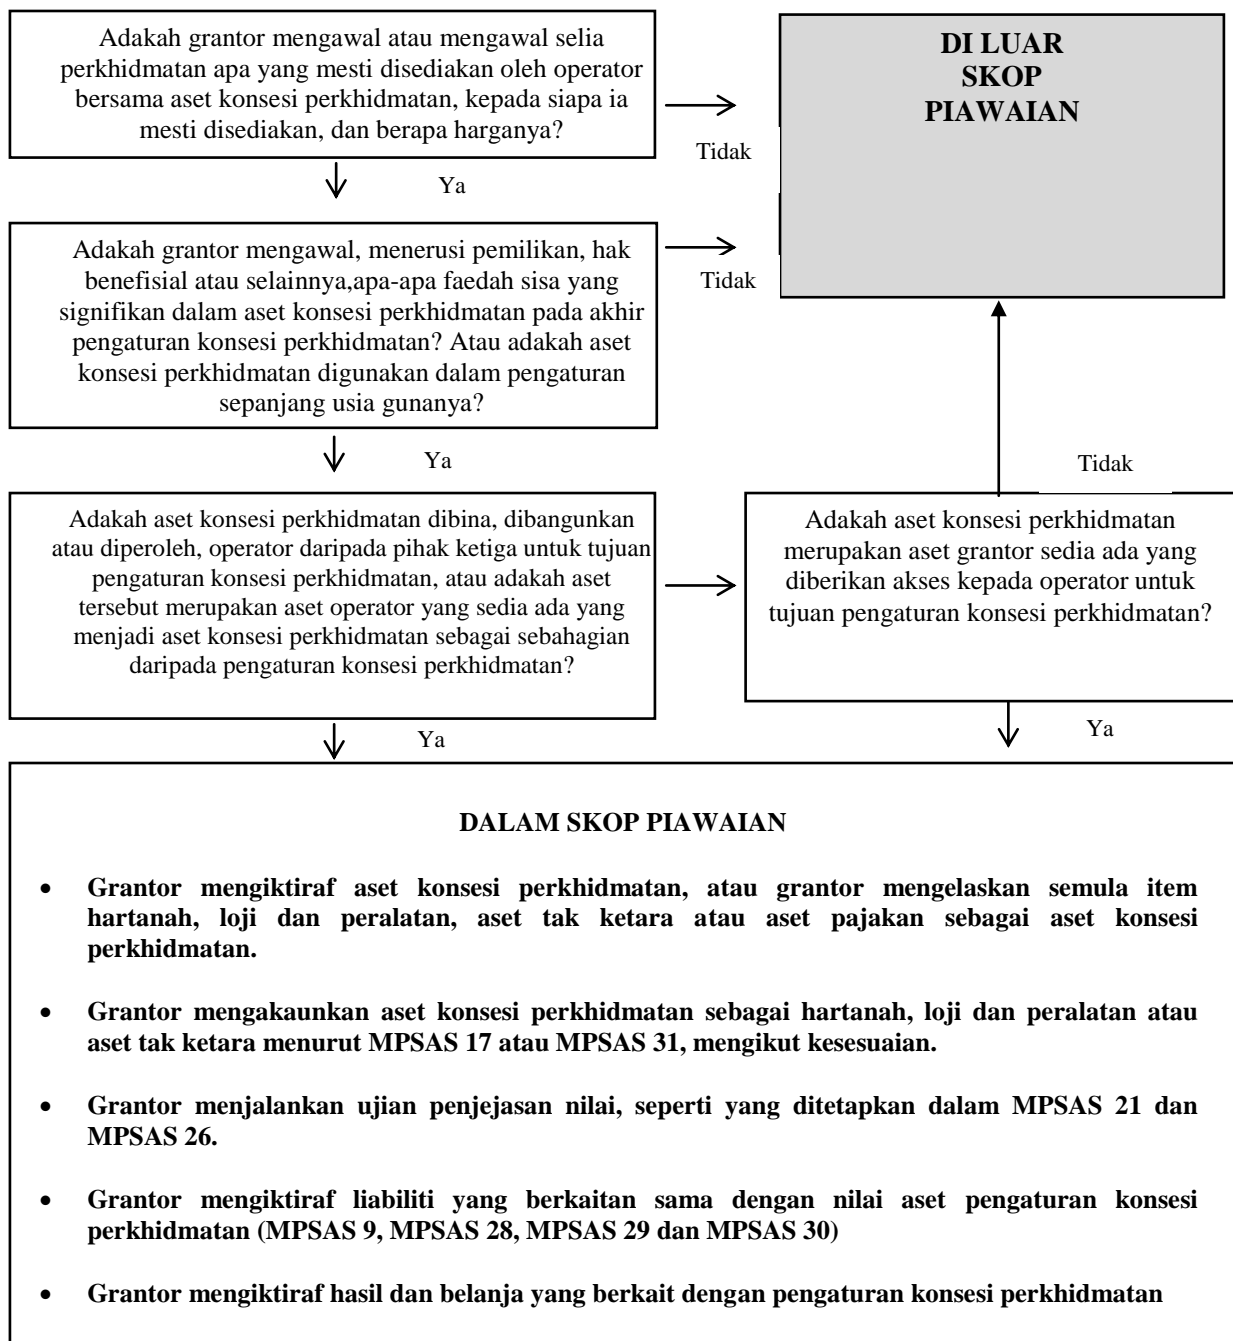 Adakah grantor mengawal atau mengawal selia
perkhidmatan apa yang mesti disediakan oleh operator
bersama aset konsesi perkhidmatan, kepada siapa ia
mesti disediakan, dan berapa harganya?
DI LUAR
SKOP
PIAWAIAN
Tidak
Ya
Adakah grantor mengawal, menerusi pemilikan, hak
benefisial atau selainnya,apa-apa faedah sisa yang
signifikan dalam aset konsesi perkhidmatan pada akhir
pengaturan konsesi perkhidmatan? Atau adakah aset
konsesi perkhidmatan digunakan dalam pengaturan
sepanjang usia gunanya?
Tidak
Ya
Tidak
Adakah aset konsesi perkhidmatan dibina, dibangunkan
atau diperoleh, operator daripada pihak ketiga untuk tujuan
pengaturan konsesi perkhidmatan, atau adakah aset
tersebut merupakan aset operator yang sedia ada yang
menjadi aset konsesi perkhidmatan sebagai sebahagian
daripada pengaturan konsesi perkhidmatan?
Adakah aset konsesi perkhidmatan
merupakan aset grantor sedia ada yang
diberikan akses kepada operator untuk
tujuan pengaturan konsesi perkhidmatan?
Ya
Ya
DALAM SKOP PIAWAIAN
• Grantor mengiktiraf aset konsesi perkhidmatan, atau grantor mengelaskan semula item
hartanah, loji dan peralatan, aset tak ketara atau aset pajakan sebagai aset konsesi
perkhidmatan.
• Grantor mengakaunkan aset konsesi perkhidmatan sebagai hartanah, loji dan peralatan atau
aset tak ketara menurut MPSAS 17 atau MPSAS 31, mengikut kesesuaian.
• Grantor menjalankan ujian penjejasan nilai, seperti yang ditetapkan dalam MPSAS 21 dan
MPSAS 26.
• Grantor mengiktiraf liabiliti yang berkaitan sama dengan nilai aset pengaturan konsesi
perkhidmatan (MPSAS 9, MPSAS 28, MPSAS 29 dan MPSAS 30)
• Grantor mengiktiraf hasil dan belanja yang berkait dengan pengaturan konsesi perkhidmatan